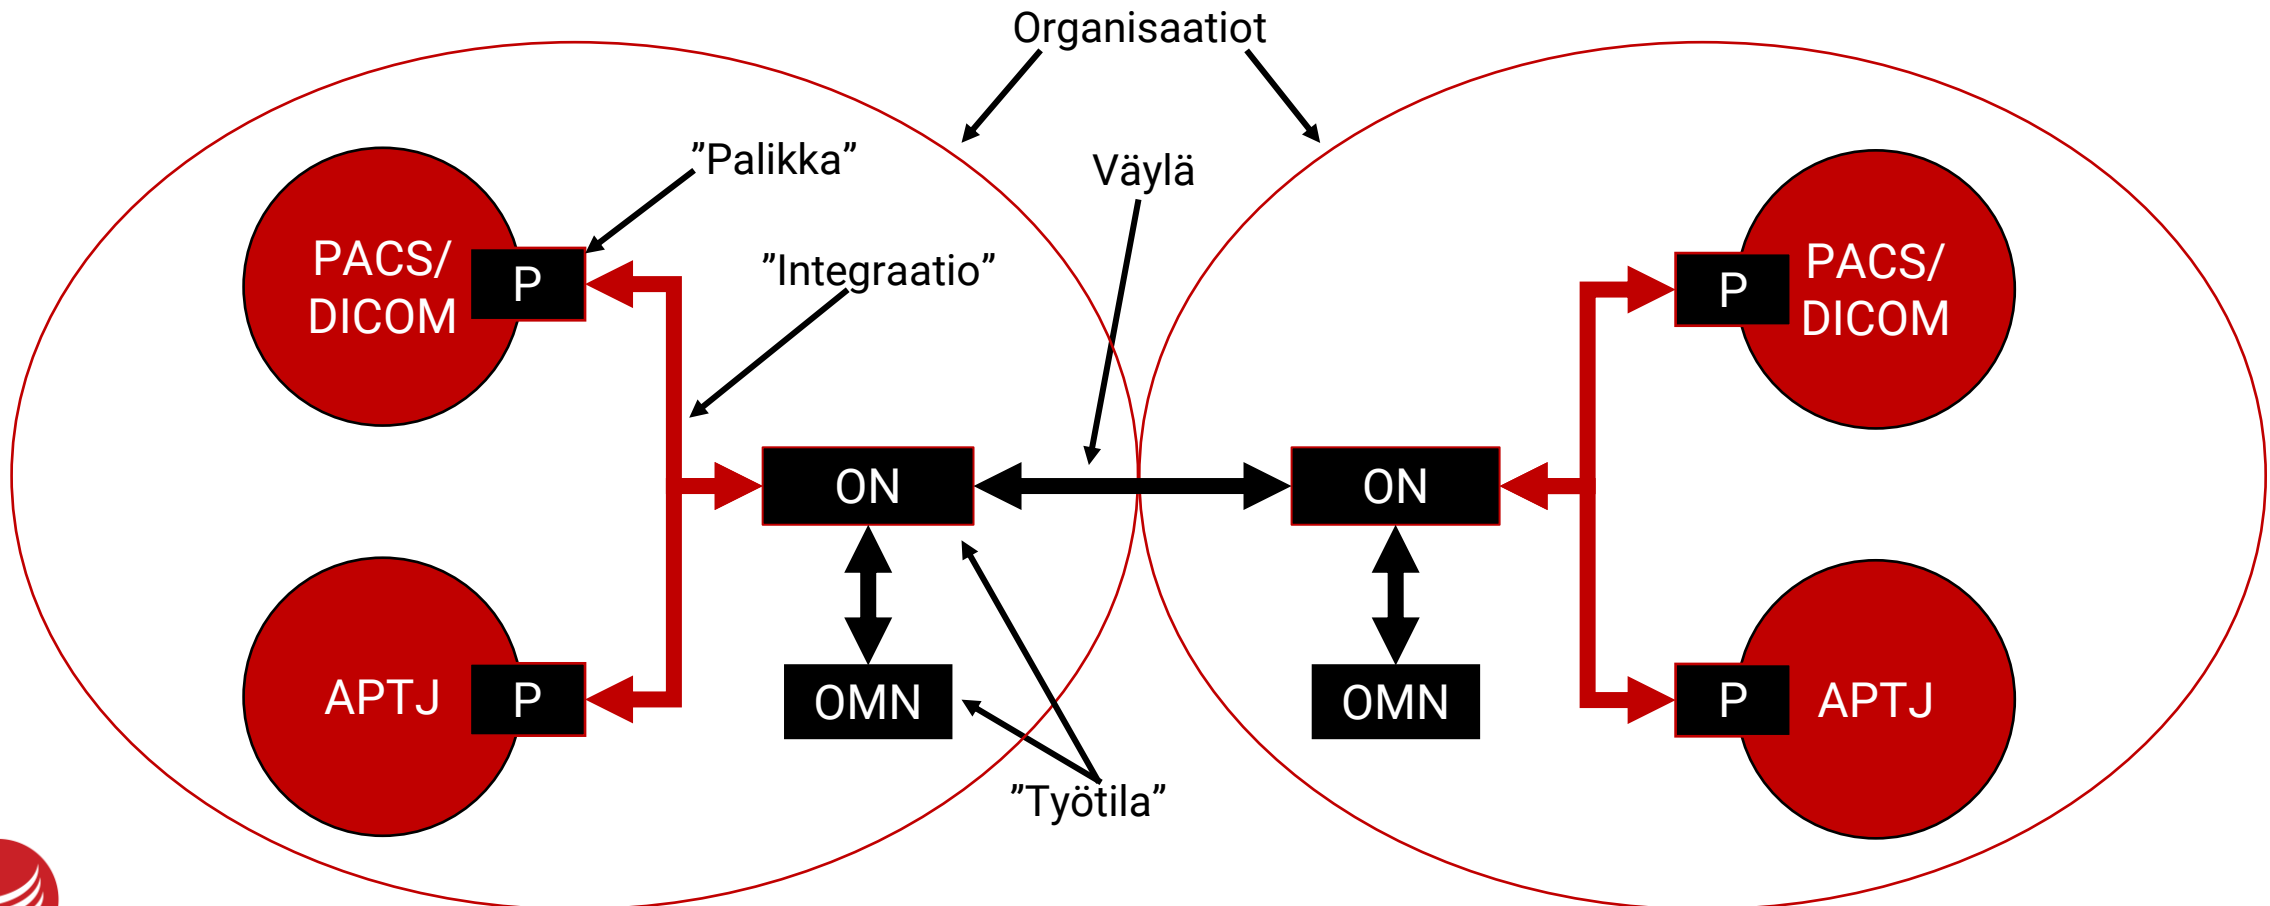 Organisaatiot
”Palikka”
Väylä
PACS/
DICOM
P
”Integraatio”
P
PACS/
DICOM
ON
ON
APTJ
P
OMN
OMN
P
APTJ
”Työtila”